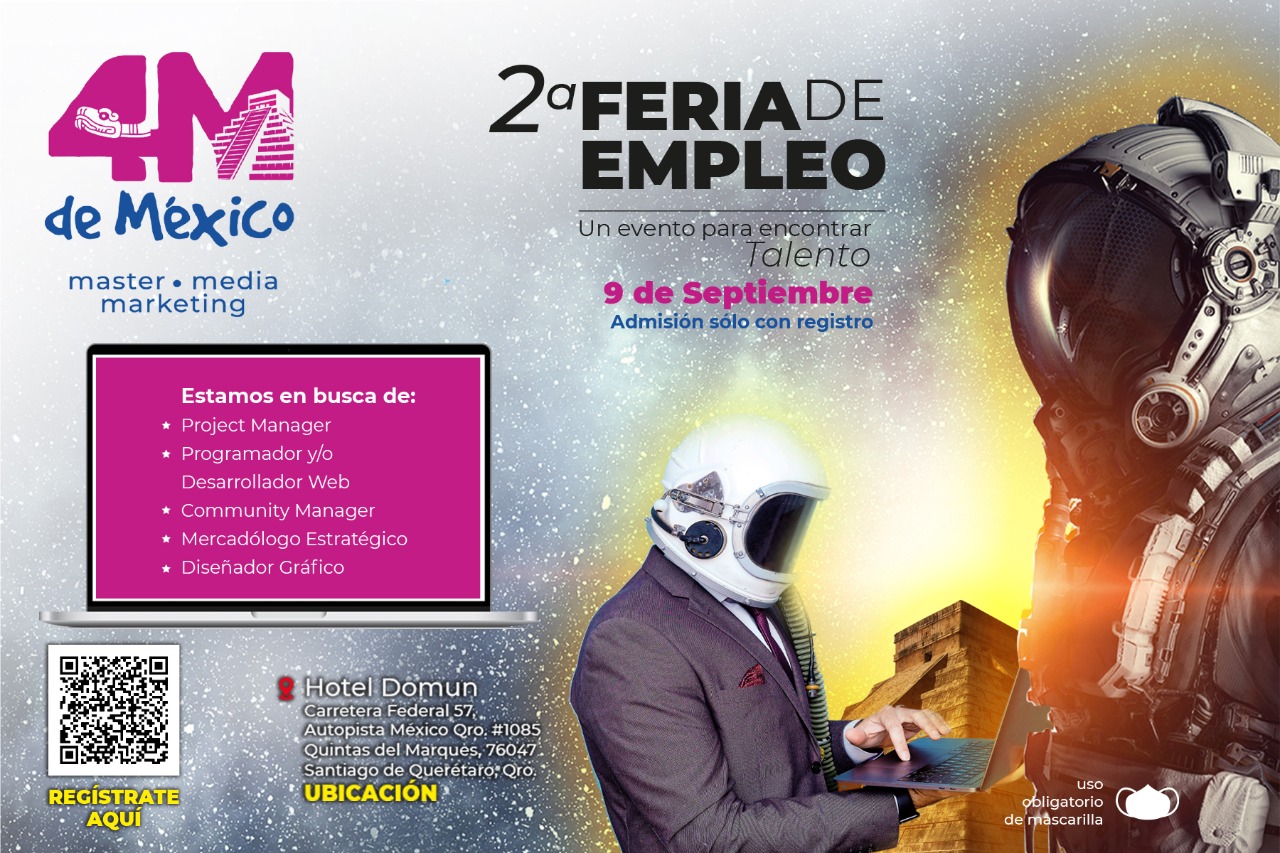 4M
de México
master • media
marketing
2ª FERIA DE
EMPLEO
Un evento para encontrar
Talento
9 de Septiembre
Admisión sólo con registro
Estamos en busca de:
Project Manager
Programador y/o
Desarrollador Web
Community Manager
Mercadólogo Estratégico
Diseñador Gráfico
REGÍSTRATE
AQUÍ
Hotel Domun
Carretera Federal 57,
Autopista México Qro. #1085
Quintas del Marqués, 76047
Santiago de Querétaro, Qro.
UBICACIÓN
uso
obligatorio
de mascarilla